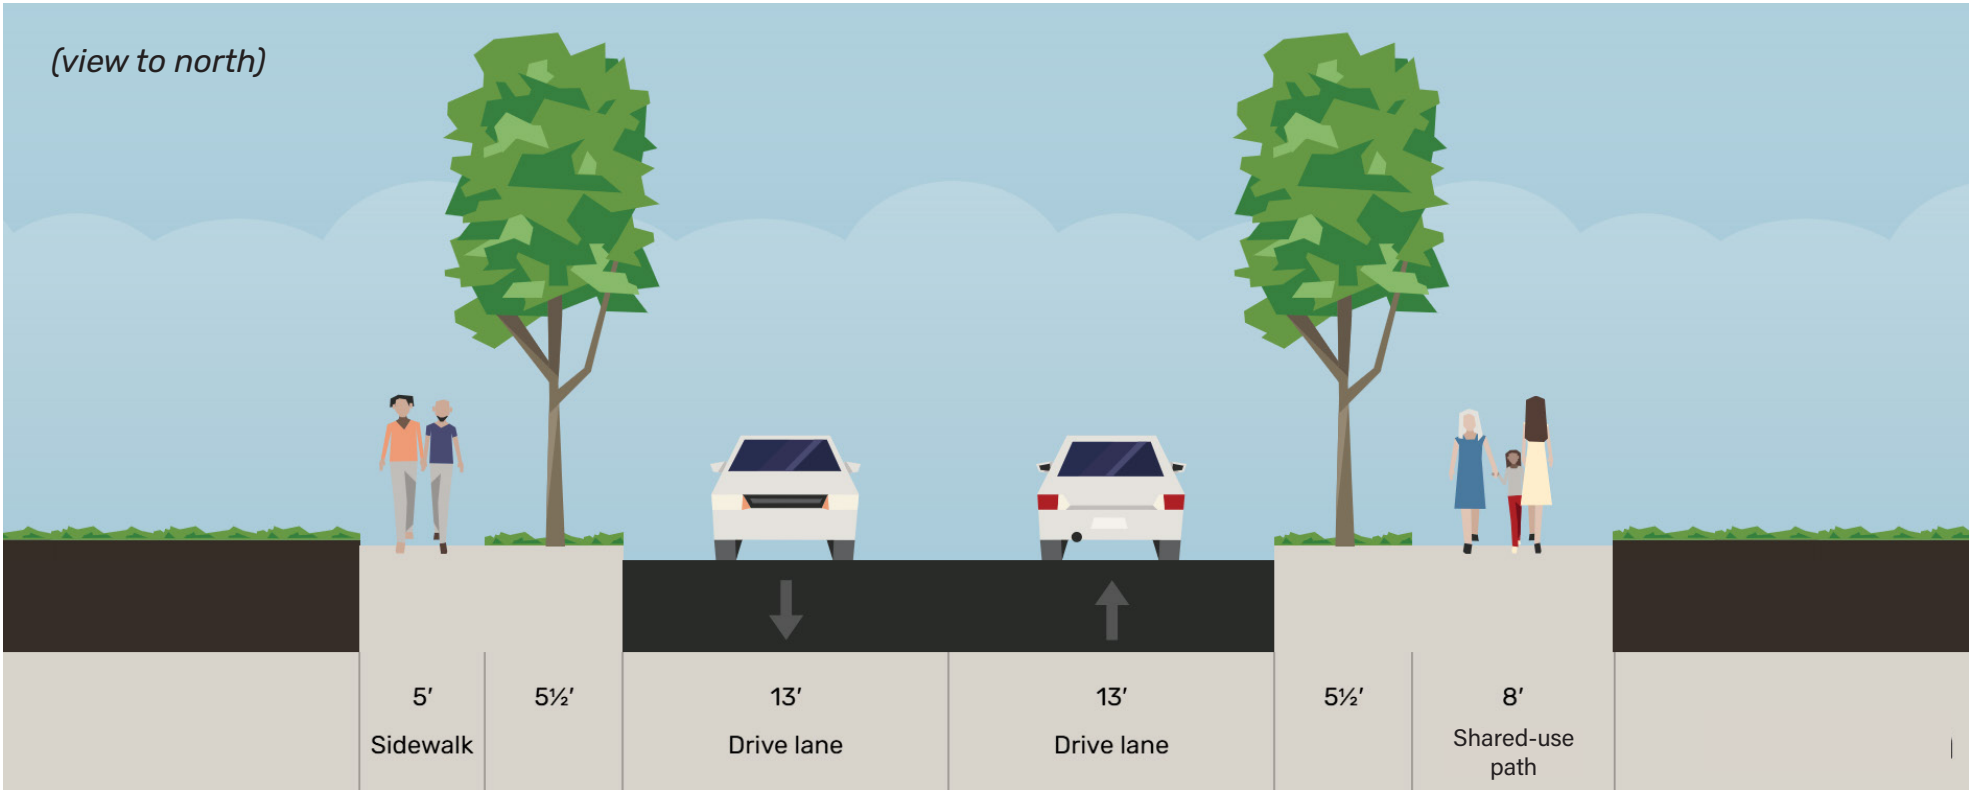 (view to north)
5′
5½′
13′
13′
5½′
8′
Sidewalk
Drive lane
Drive lane
Shared-use
path